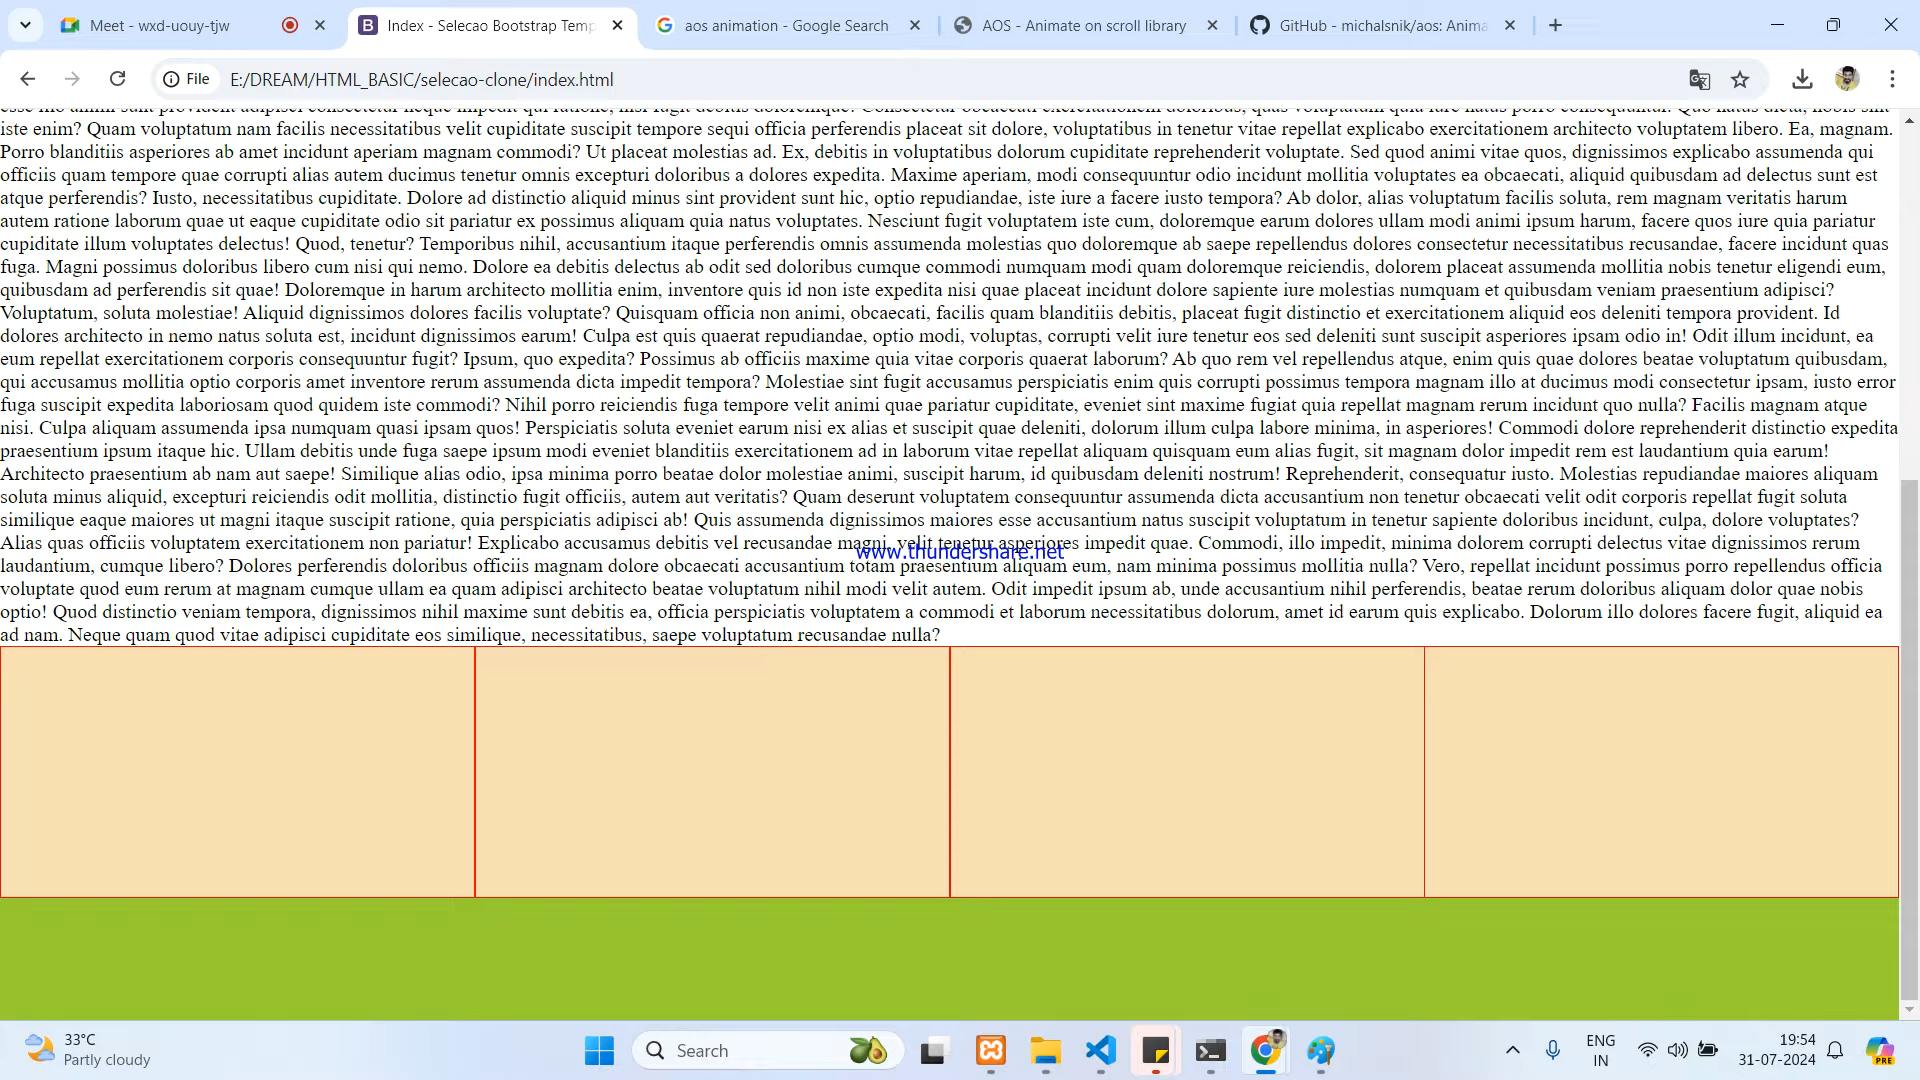 Meet - wxd-uouy-tjw
Index - Selecao Bootstrap Temp
aos animation - Google Search
AOS - Animate on scroll library
GitHub - michalsnik/aos: Anima
File
E:/DREAM/HTML_BASIC/selecao-clone/index.html
iste enim? Quam voluptatum nam facilis necessitatibus velit cupiditate suscipit tempore sequi officia perferendis placeat sit dolore, voluptatibus in tenetur vitae repellat explicabo exercitationem architecto voluptatem libero. Ea, magnam.
Porro blanditiis asperiores ab amet incidunt aperiam magnam commodi? Ut placeat molestias ad. Ex, debitis in voluptatibus dolorum cupiditate reprehenderit voluptate. Sed quod animi vitae quos, dignissimos explicabo assumenda qui
officiis quam tempore quae corrupti alias autem ducimus tenetur omnis excepturi doloribus a dolores expedita. Maxime aperiam, modi consequuntur odio incidunt mollitia voluptates ea obcaecati, aliquid quibusdam ad delectus sunt est
atque perferendis? Iusto, necessitatibus cupiditate. Dolore ad distinctio aliquid minus sint provident sunt hic, optio repudiandae, iste iure a facere iusto tempora? Ab dolor, alias voluptatum facilis soluta, rem magnam veritatis harum
autem ratione laborum quae ut eaque cupiditate odio sit pariatur ex possimus aliquam quia natus voluptates. Nesciunt fugit voluptatem iste cum, doloremque earum dolores ullam modi animi ipsum harum, facere quos iure quia pariatur
cupiditate illum voluptates delectus! Quod, tenetur? Temporibus nihil, accusantium itaque perferendis omnis assumenda molestias quo doloremque ab saepe repellendus dolores consectetur necessitatibus recusandae, facere incidunt quas
fuga. Magni possimus doloribus libero cum nisi qui nemo. Dolore ea debitis delectus ab odit sed doloribus cumque commodi numquam modi quam doloremque reiciendis, dolorem placeat assumenda mollitia nobis tenetur eligendi eum,
quibusdam ad perferendis sit quae! Doloremque in harum architecto mollitia enim, inventore quis id non iste expedita nisi quae placeat incidunt dolore sapiente iure molestias numquam et quibusdam veniam praesentium adipisci?
Voluptatum, soluta molestiae! Aliquid dignissimos dolores facilis voluptate? Quisquam officia non animi, obcaecati, facilis quam blanditiis debitis, placeat fugit distinctio et exercitationem aliquid eos deleniti tempora provident. Id
dolores architecto in nemo natus soluta est, incidunt dignissimos earum! Culpa est quis quaerat repudiandae, optio modi, voluptas, corrupti velit iure tenetur eos sed deleniti sunt suscipit asperiores ipsam odio in! Odit illum incidunt, ea
eum repellat exercitationem corporis consequuntur fugit? Ipsum, quo expedita? Possimus ab officiis maxime quia vitae corporis quaerat laborum? Ab quo rem vel repellendus atque, enim quis quae dolores beatae voluptatum quibusdam,
qui accusamus mollitia optio corporis amet inventore rerum assumenda dicta impedit tempora? Molestiae sint fugit accusamus perspiciatis enim quis corrupti possimus tempora magnam illo at ducimus modi consectetur ipsam, iusto error
fuga suscipit expedita laboriosam quod quidem iste commodi? Nihil porro reiciendis fuga tempore velit animi quae pariatur cupiditate, eveniet sint maxime fugiat quia repellat magnam rerum incidunt quo nulla? Facilis magnam atque
nisi. Culpa aliquam assumenda ipsa numquam quasi ipsam quos! Perspiciatis soluta eveniet earum nisi ex alias et suscipit quae deleniti, dolorum illum culpa labore minima, in asperiores! Commodi dolore reprehenderit distinctio expedita
praesentium ipsum itaque hic. Ullam debitis unde fuga saepe ipsum modi eveniet blanditiis exercitationem ad in laborum vitae repellat aliquam quisquam eum alias fugit, sit magnam dolor impedit rem est laudantium quia earum!
Architecto praesentium ab nam aut saepe! Similique alias odio, ipsa minima porro beatae dolor molestiae animi, suscipit harum, id quibusdam deleniti nostrum! Reprehenderit, consequatur iusto. Molestias repudiandae maiores aliquam
soluta minus aliquid, excepturi reiciendis odit mollitia, distinctio fugit officiis, autem aut veritatis? Quam deserunt voluptatem consequuntur assumenda dicta accusantium non tenetur obcaecati velit odit corporis repellat fugit soluta
similique eaque maiores ut magni itaque suscipit ratione, quia perspiciatis adipisci ab! Quis assumenda dignissimos maiores esse accusantium natus suscipit voluptatum in tenetur sapiente doloribus incidunt, culpa, dolore voluptates?
Alias quas officiis voluptatem exercitationem non pariatur! Explicabo accusamus debitis vel recusandae magni, velit tenetur asperiores impedit quae. Commodi, illo impedit, minima dolorem corrupti delectus vitae dignissimos rerum
www.thundershare.net
laudantium, cumque libero? Dolores perferendis doloribus officiis magnam dolore obcaecati accusantium totam praesentium aliquam eum, nam minima possimus mollitia nulla? Vero, repellat incidunt possimus porro repellendus officia
voluptate quod eum rerum at magnam cumque ullam ea quam adipisci architecto beatae voluptatum nihil modi velit autem. Odit impedit ipsum ab, unde accusantium nihil perferendis, beatae rerum doloribus aliquam dolor quae nobis
optio! Quod distinctio veniam tempora, dignissimos nihil maxime sunt debitis ea, officia perspiciatis voluptatem a commodi et laborum necessitatibus dolorum, amet id earum quis explicabo. Dolorum illo dolores facere fugit, aliquid ea
ad nam. Neque quam quod vitae adipisci cupiditate eos similique, necessitatibus, saepe voluptatum recusandae nulla?
33°C
Partly cloudy
Search
ENG
IN
19:54
31-07-2024
PRE